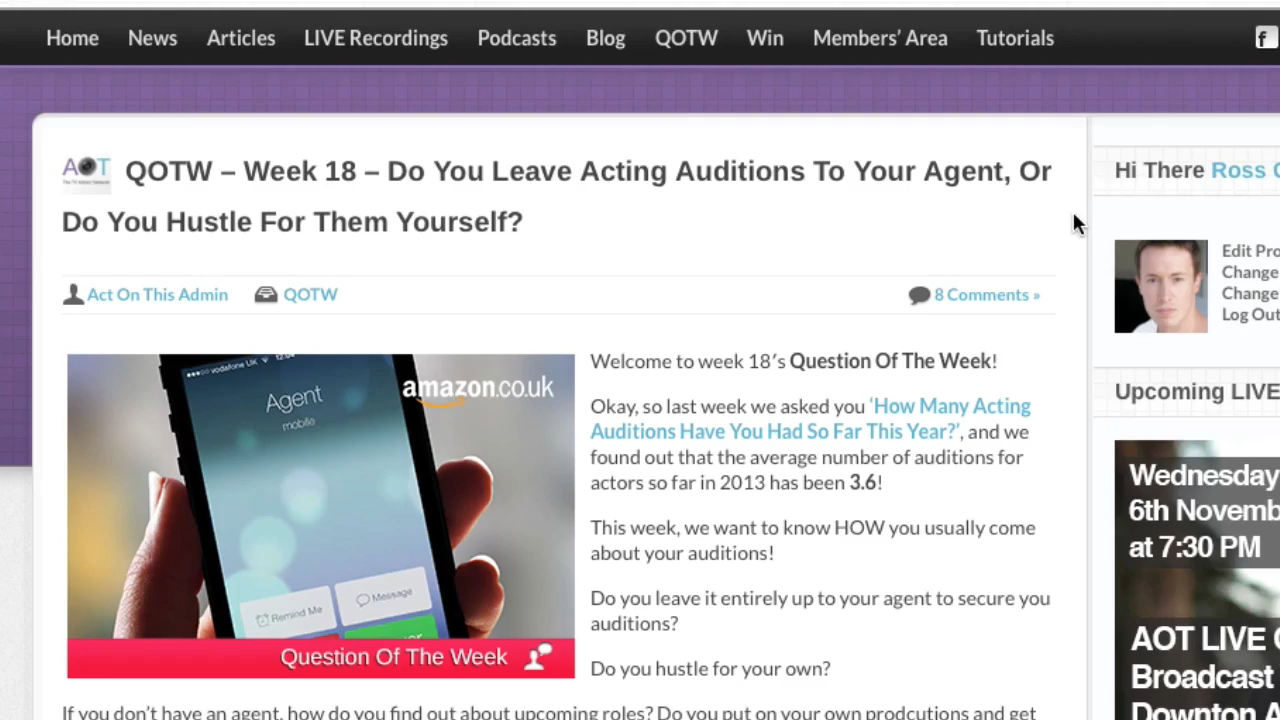 Home News Articles LIVE Recordings Podcasts Blog QOTW Win Members’ Area Tutorials
f
AOT
QOTW – Week 18 – Do You Leave Acting Auditions To Your Agent, Or
Do You Hustle For Them Yourself?
Act On This Admin QOTW 8 Comments »
vodafone UK
Agent
mobile
amazon.co.uk
Remind Me Message
Question Of The Week
Welcome to week 18′s Question Of The Week!
Okay, so last week we asked you ‘How Many Acting
Auditions Have You Had So Far This Year?’, and we
found out that the average number of auditions for
actors so far in 2013 has been 3.6!
This week, we want to know HOW you usually come
about your auditions!
Do you leave it entirely up to your agent to secure you
auditions?
Do you hustle for your own?
If you don’t have an agent, how do you find out about upcoming roles? Do you put on your own prodcutions and get
Hi There Ross
Edit
Change
Change
Log Out
Upcoming LIVE
Wednesday
6th
at 7:30 PM
AOT LIVE
Broadcast
Downton